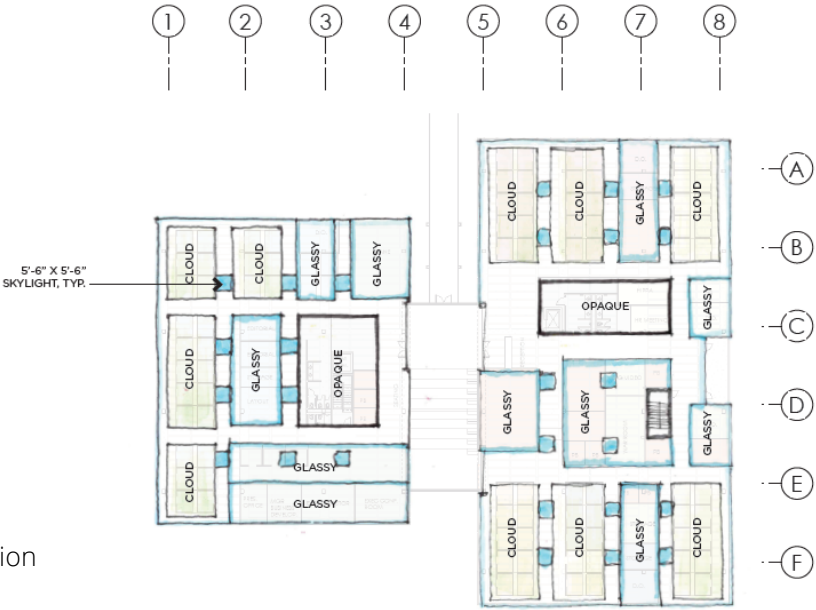 1 2 3 4 5 6 7 8
A
B
C
D
E
F
5'-6" X 5'-6"
SKYLIGHT, TYP.
CLOUD
CLOUD
GLASSY
GLASSY
CLOUD
GLASSY
OPAQUE
CLOUD
GLASSY
GLASSY
CLOUD
CLOUD
GLASSY
CLOUD
OPAQUE
GLASSY
GLASSY
GLASSY
GLASSY
CLOUD
CLOUD
GLASSY
CLOUD
ion